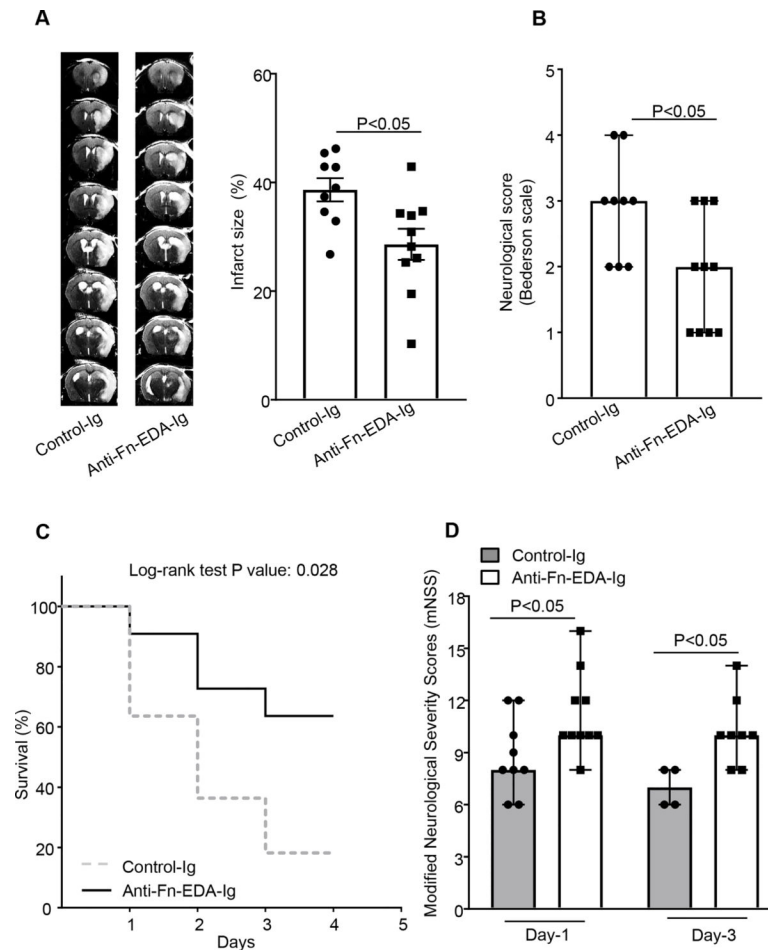 A
Control-Ig
Anti-Fn-EDA-Ig
Infarct size (%)
60
40
20
0
P<0.05
Control-Ig
Anti-Fn-EDA-Ig
B
Neurological score
(Bederson scale)
5
4
3
2
1
0
P<0.05
Control-Ig
Anti-Fn-EDA-Ig
C
Log-rank test P value: 0.028
Survival (%)
100
80
60
40
20
Control-Ig
Anti-Fn-EDA-Ig
1 2 3 4 5
Days
D
Control-Ig
Anti-Fn-EDA-Ig
Modified Neurological Severity Scores (mNSS)
18
15
12
9
6
3
0
P<0.05
P<0.05
Day-1
Day-3